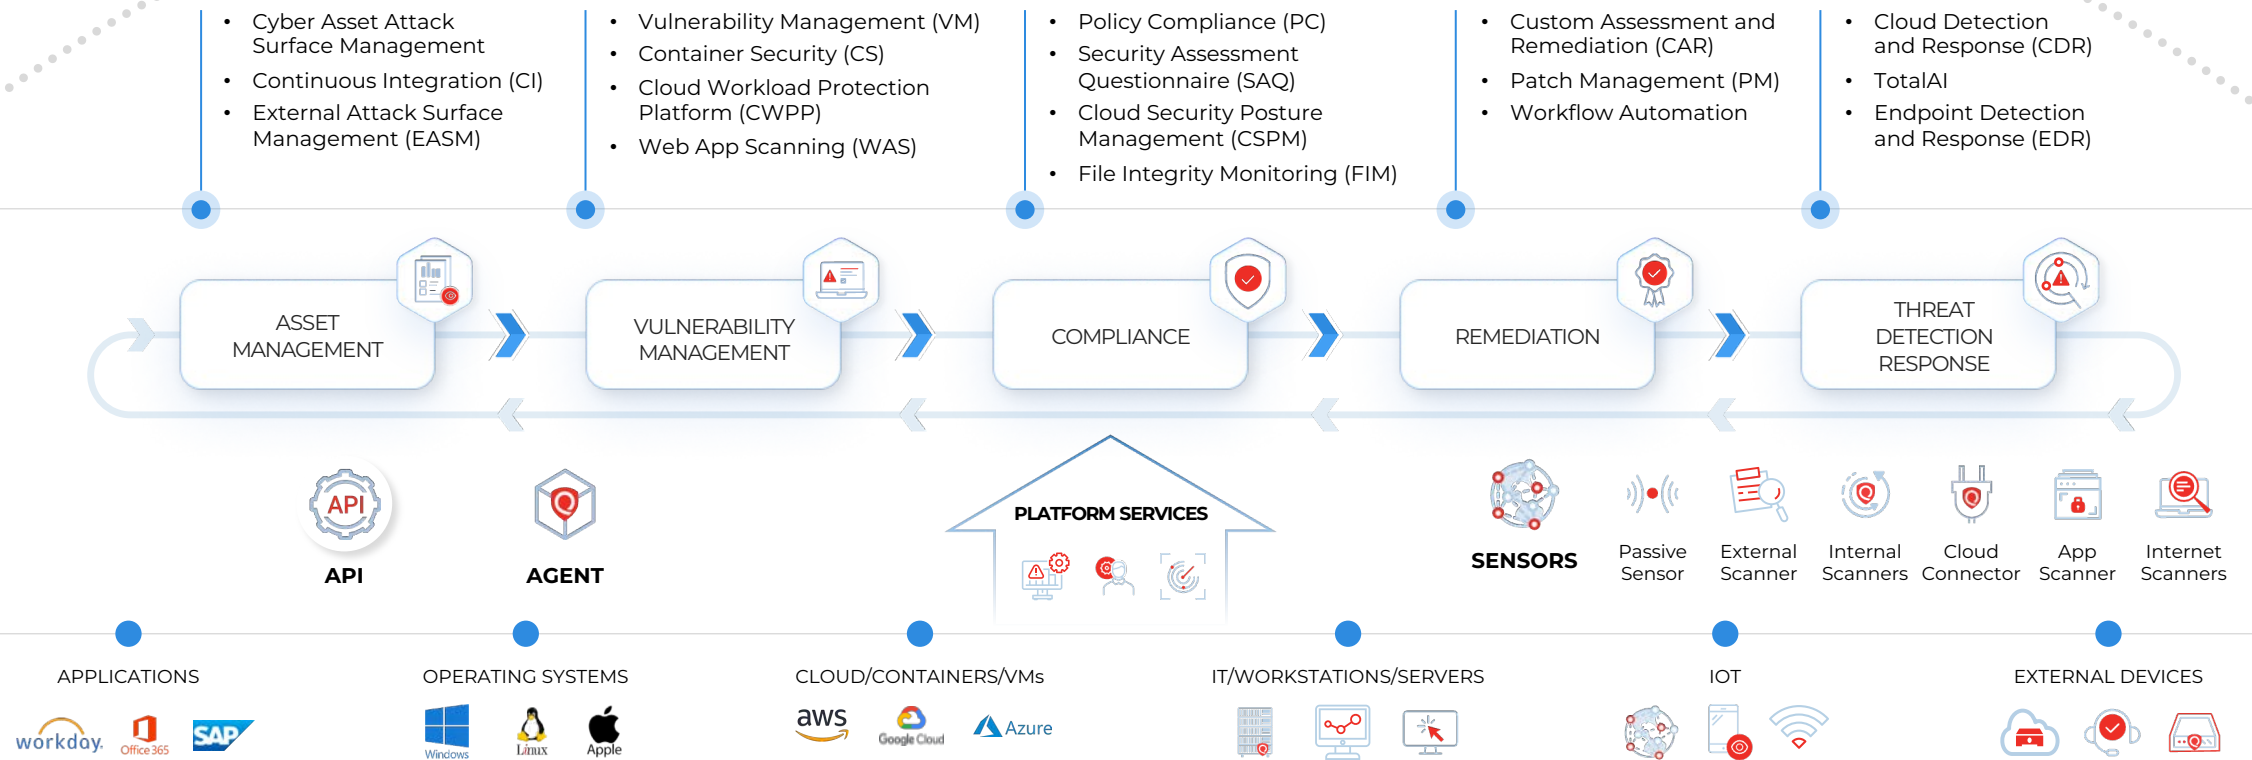 Cyber Asset Attack
Surface Management
Continuous Integration (CI)
External Attack Surface
Management (EASM)
Vulnerability Management (VM)
Container Security (CS)
Cloud Workload Protection
Platform (CWPP)
Web App Scanning (WAS)
Policy Compliance (PC)
Security Assessment
Questionnaire (SAQ)
Cloud Security Posture
Management (CSPM)
File Integrity Monitoring (FIM)
Custom Assessment and
Remediation (CAR)
Patch Management (PM)
Workflow Automation
Cloud Detection
and Response (CDR)
TotalAI
Endpoint Detection
and Response (EDR)
ASSET
MANAGEMENT
VULNERABILITY
MANAGEMENT
COMPLIANCE
REMEDIATION
THREAT
DETECTION
RESPONSE
API
API
AGENT
PLATFORM SERVICES
SENSORS
Passive
Sensor
External
Scanner
Internal
Scanners
Cloud
Connector
App
Scanner
Internet
Scanners
APPLICATIONS
workday.
Office 365
SAP
OPERATING SYSTEMS
Windows
Linux
Apple
CLOUD/CONTAINERS/VMs
aws
Google Cloud
Azure
IT/WORKSTATIONS/SERVERS
IOT
EXTERNAL DEVICES